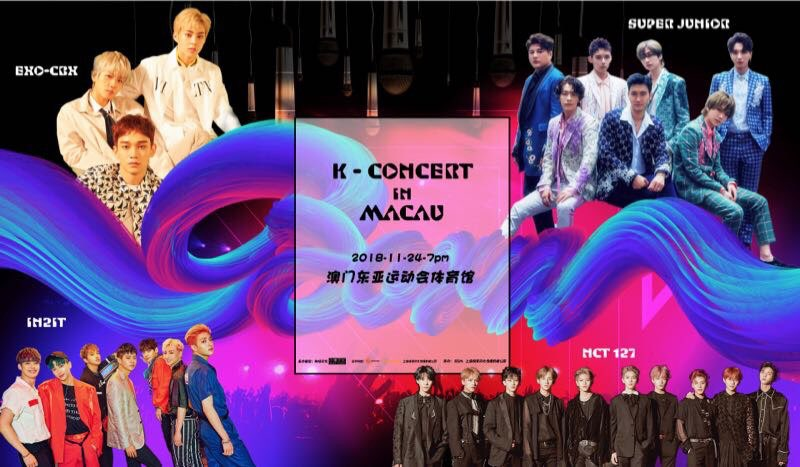 SUPER JUNIOR
EXO-CBX
K - CONCERT
in
MACAU
2018-11-24-7pm
澳门东亚运动会体育馆
IN2IT
NCT 127